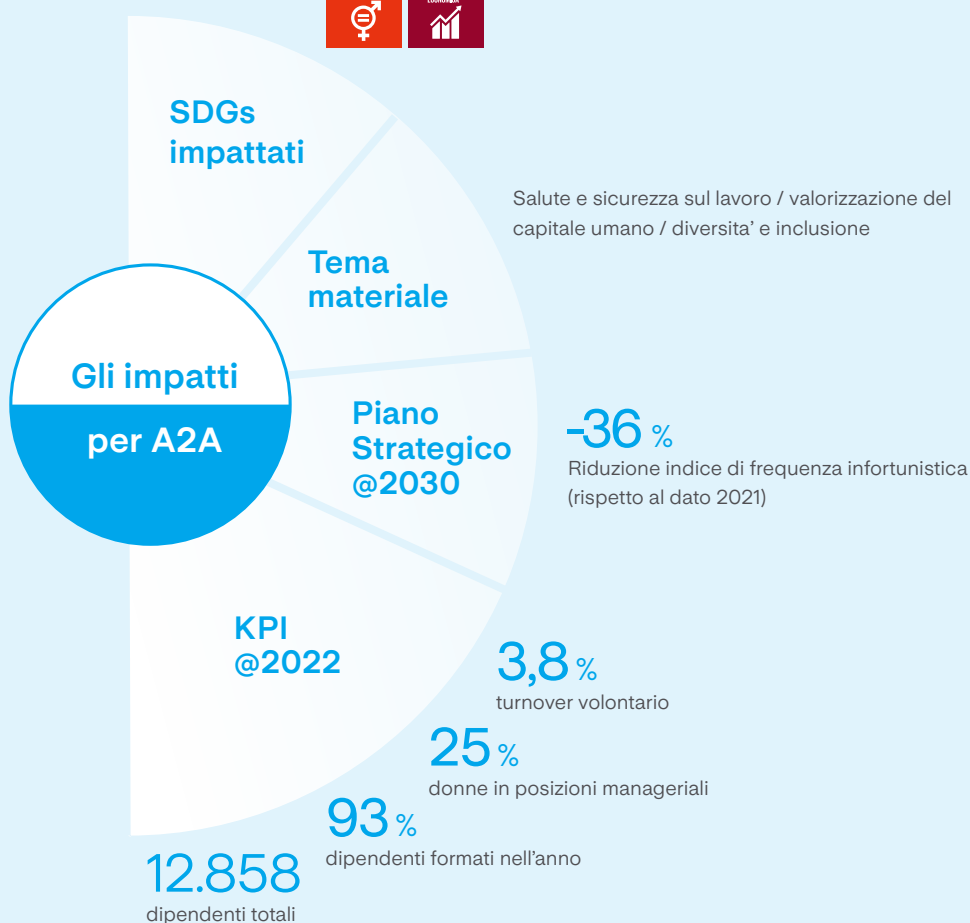 SDGs
impattati
Salute e sicurezza sul lavoro / valorizzazione del
capitale umano / diversita’ e inclusione
Tema
materiale
Gli impatti
per A2A
Piano
Strategico
@2030
-36 %
Riduzione indice di frequenza infortunistica
(rispetto al dato 2021)
KPI
@2022
3,8 %
turnover volontario
25 %
donne in posizioni manageriali
93 %
dipendenti formati nell’anno
12.858
dipendenti totali